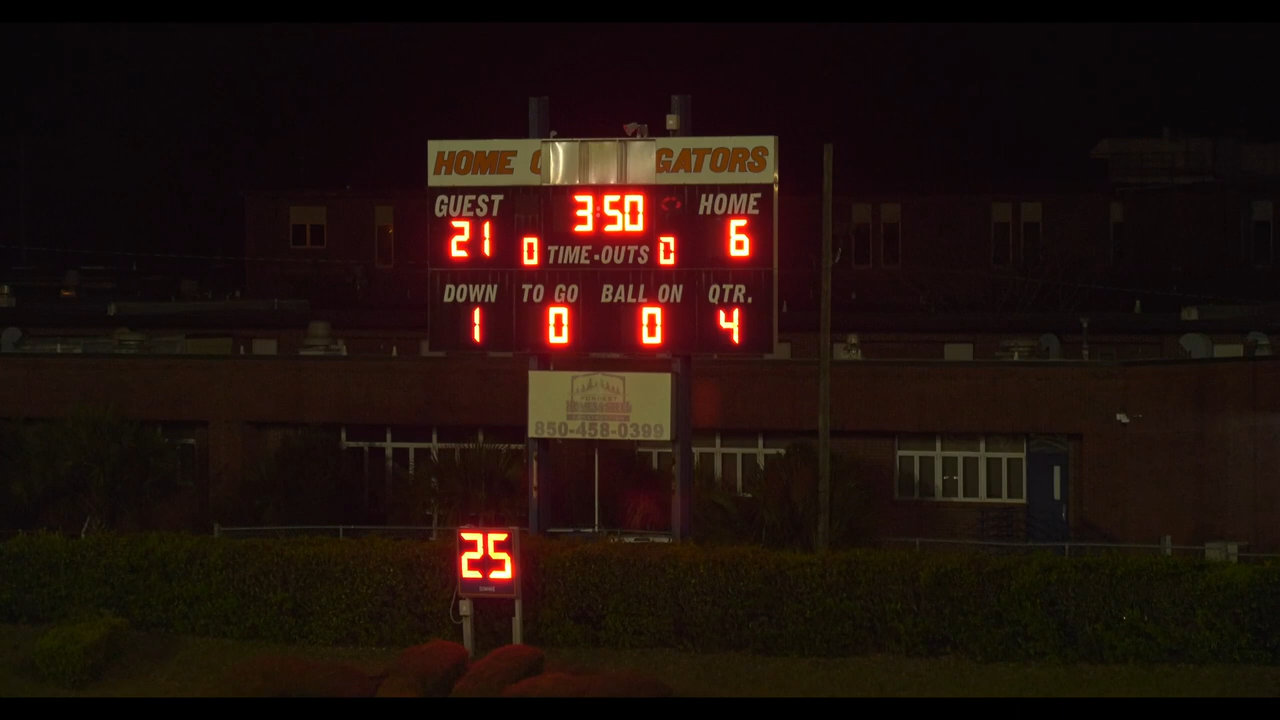 HOME O GATORS
GUEST 3:50 HOME
21 0 TIME-OUTS 0 6
DOWN TO GO BALL ON QTR.
1 0 0 4
850-458-0399
25